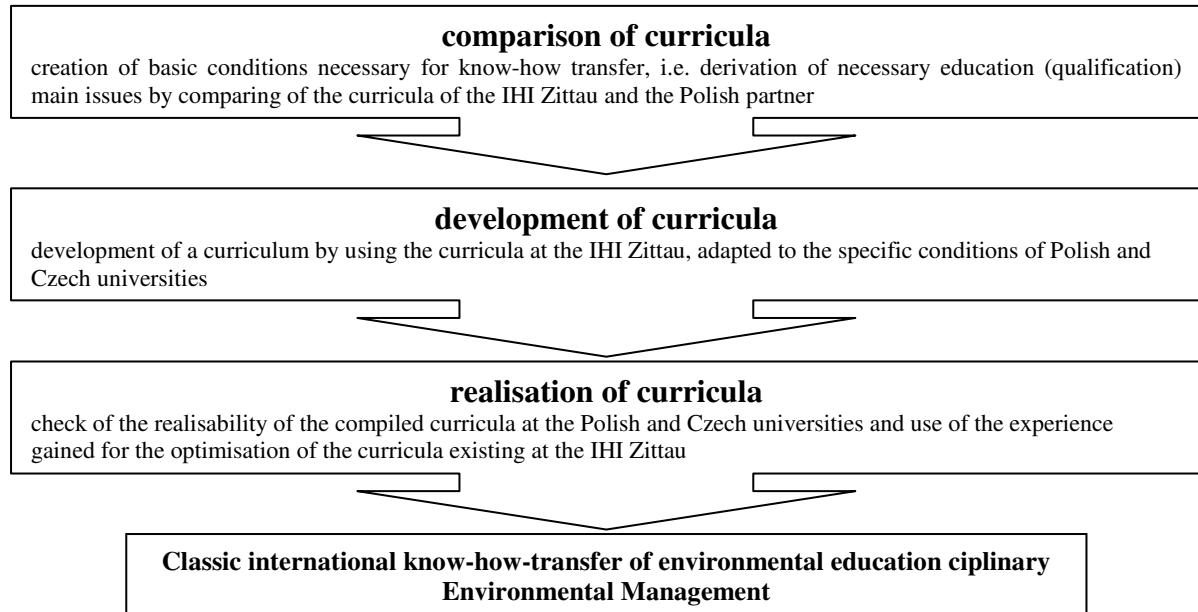 comparison of curricula
creation of basic conditions necessary for know-how transfer, i.e. derivation of necessary education (qualification)
main issues by comparing of the curricula of the IHI Zittau and the Polish partner
development of curricula
development of a curriculum by using the curricula at the IHI Zittau, adapted to the specific conditions of Polish and
Czech universities
realisation of curricula
check of the realisability of the compiled curricula at the Polish and Czech universities and use of the experience
gained for the optimisation of the curricula existing at the IHI Zittau
Classic international know-how-transfer of environmental education ciplinary
Environmental Management